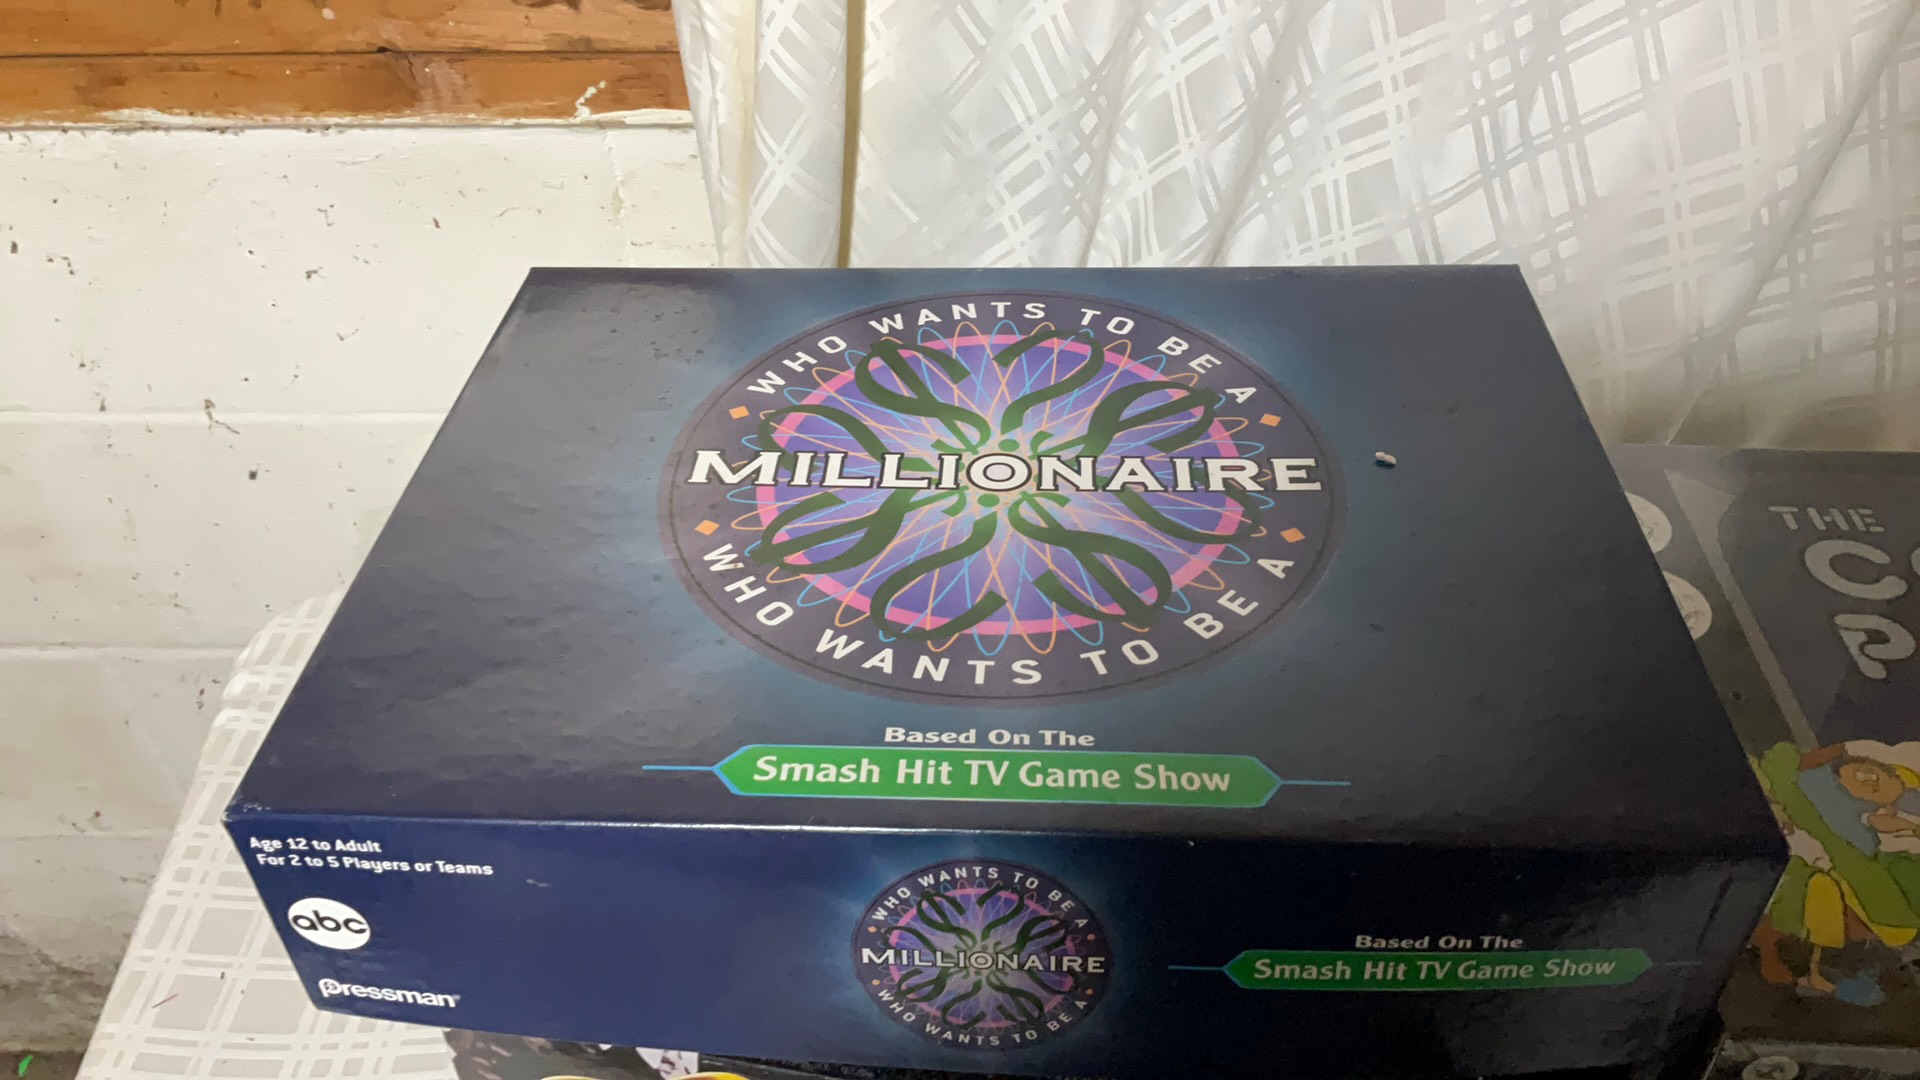 WHO WANTS TO BE A
MILLIONAIRE
WHO WANTS TO BE A
Based On The
Smash Hit TV Game Show
Age 12 to Adult
For 2 to 5 Players or Teams
abc
Pressman
WHO WANTS TO BE A
MILLIONAIRE
WHO WANTS TO BE A
Based On The
Smash Hit TV Game Show
THE